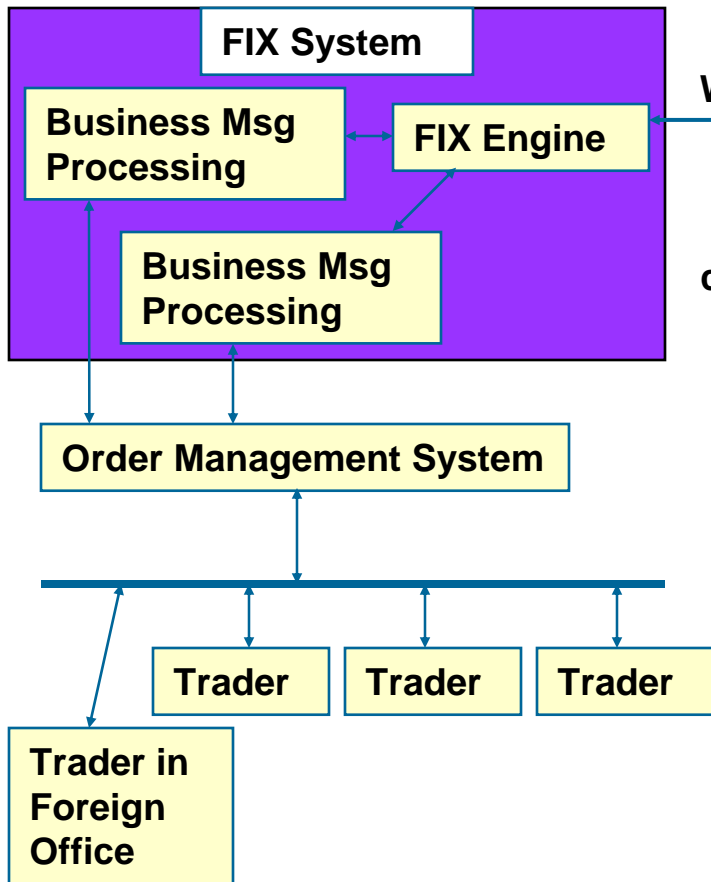 FIX System
Business Msg
Processing
FIX Engine
Business Msg
Processing
Order Management System
Trader
Trader
Trader
Trader in
Foreign
Office